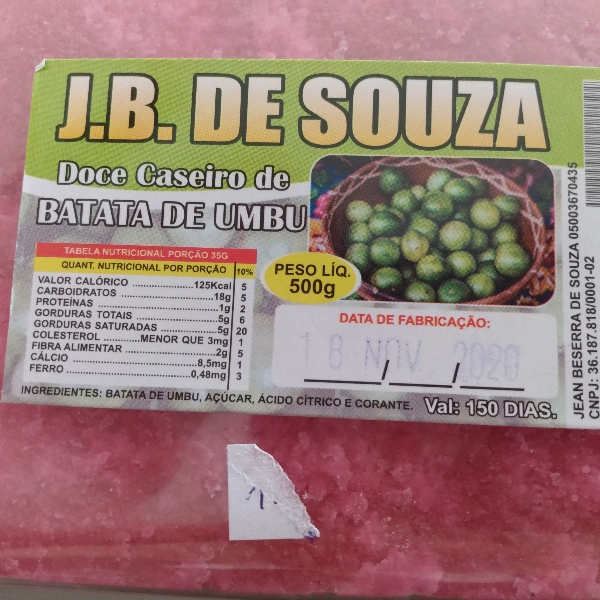 J.B. DE SOUZA
Doce Caseiro de
BATATA DE UMBU
TABELA NUTRICIONAL PORÇÃO 35G
QUANT. NUTRICIONAL POR PORÇÃO 10%
VALOR CALÓRICO 125Kcal 5
CARBOIDRATOS 18g 5
PROTEÍNAS 1g 2
GORDURAS TOTAIS 5g 6
GORDURAS SATURADAS 5g 20
COLESTEROL MENOR QUE 3mg 1
FIBRA ALIMENTAR 2g 5
CÁLCIO 8,5mg 1
FERRO 0,48mg 3
PESO LÍQ.
500g
DATA DE FABRICAÇÃO:
18 NOV. 2020
INGREDIENTES: BATATA DE UMBU, AÇUCAR, ÁCIDO CÍTRICO E CORANTE.
Val: 150 DIAS.
JEAN BESERRA DE SOUZA 05003670435
CNPJ: 36.187.818/0001-02